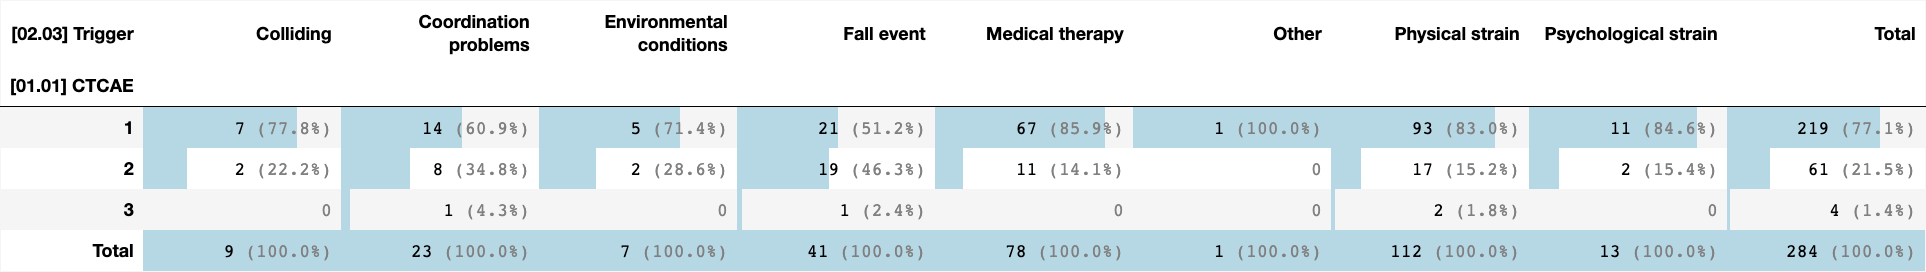 [02.03] Trigger Colliding Coordination problems Environmental conditions Fall event Medical therapy Other Physical strain Psychological strain Total
[01.01] CTCAE
1 7 (77.8%) 14 (60.9%) 5 (71.4%) 21 (51.2%) 67 (85.9%) 1 (100.0%) 93 (83.0%) 11 (84.6%) 219 (77.1%)
2 2 (22.2%) 8 (34.8%) 2 (28.6%) 19 (46.3%) 11 (14.1%) 0 17 (15.2%) 2 (15.4%) 61 (21.5%)
3 0 1 (4.3%) 0 1 (2.4%) 0 0 2 (1.8%) 0 4 (1.4%)
Total 9 (100.0%) 23 (100.0%) 7 (100.0%) 41 (100.0%) 78 (100.0%) 1 (100.0%) 112 (100.0%) 13 (100.0%) 284 (100.0%)